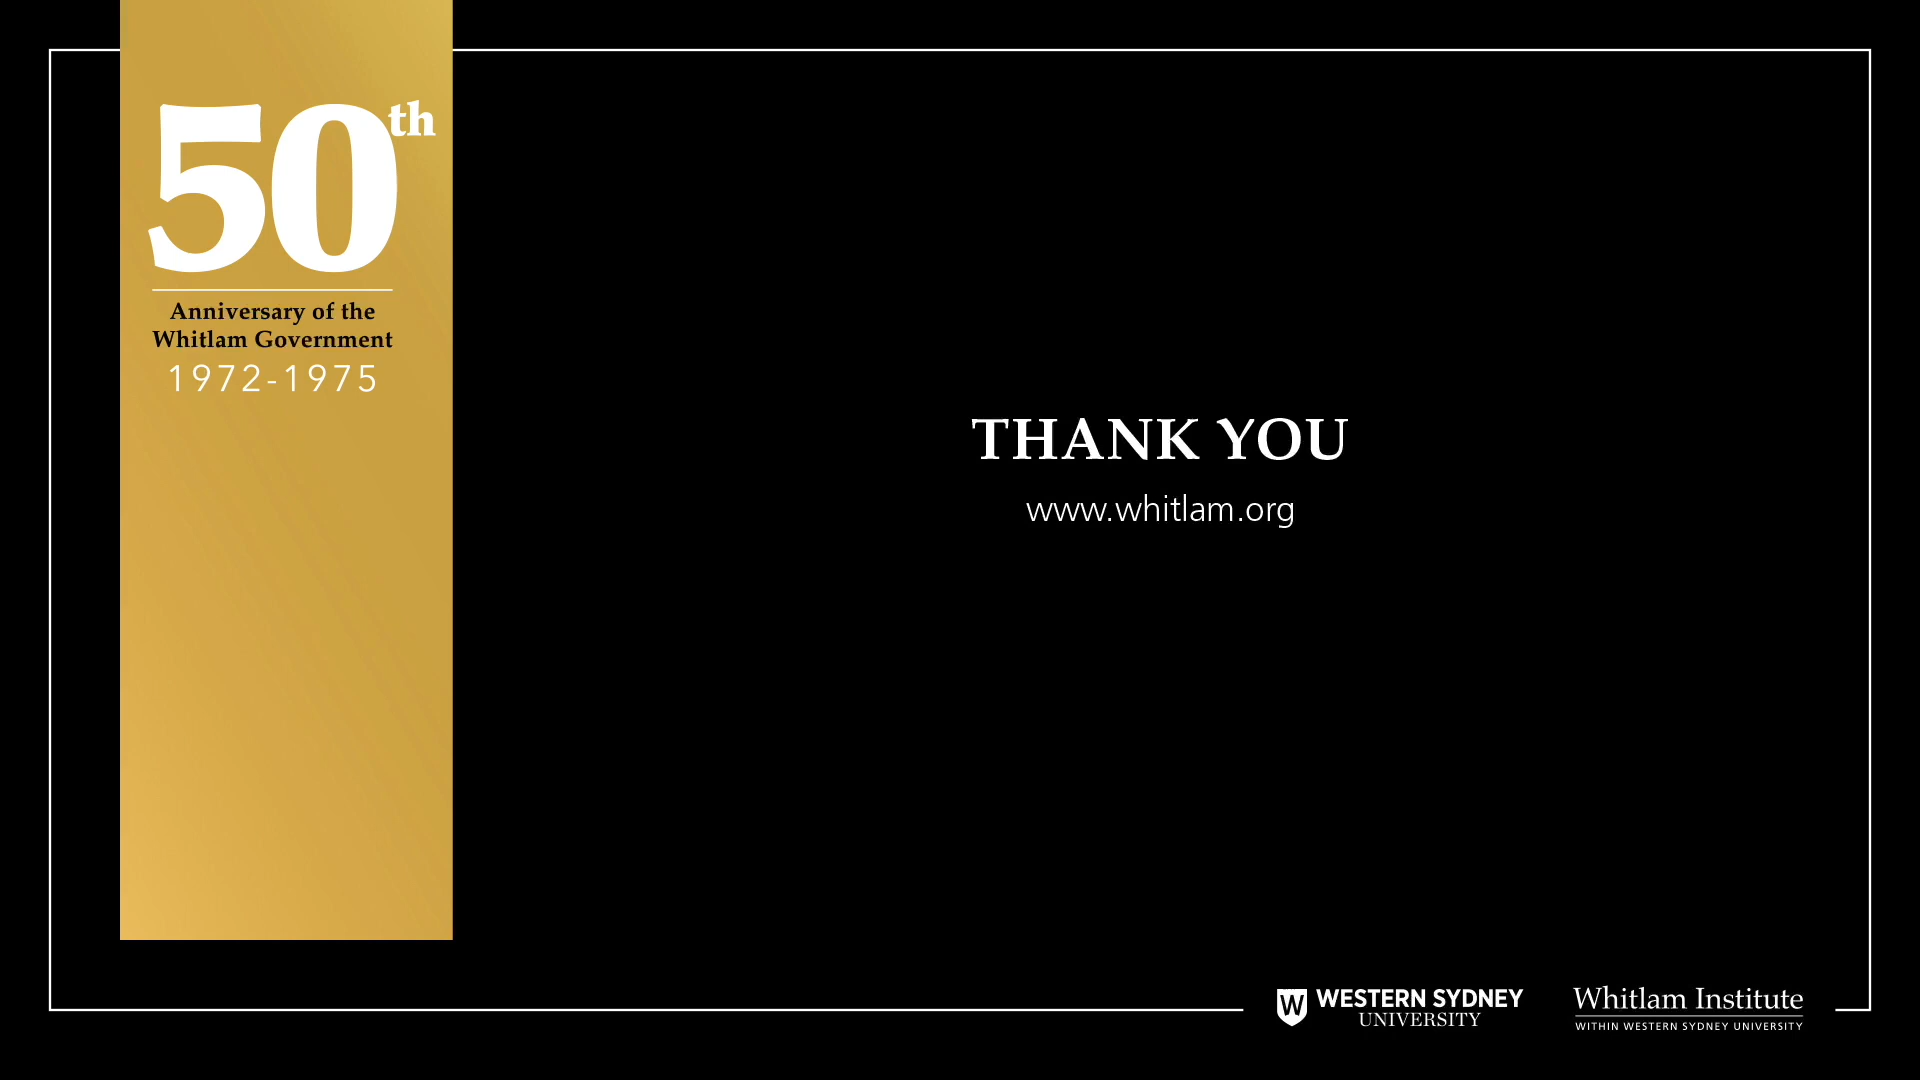 50th
Anniversary of the
Whitlam Government
1972-1975
THANK YOU
www.whitlam.org
W WESTERN SYDNEY
UNIVERSITY
Whitlam Institute
WITHIN WESTERN SYDNEY UNIVERSITY